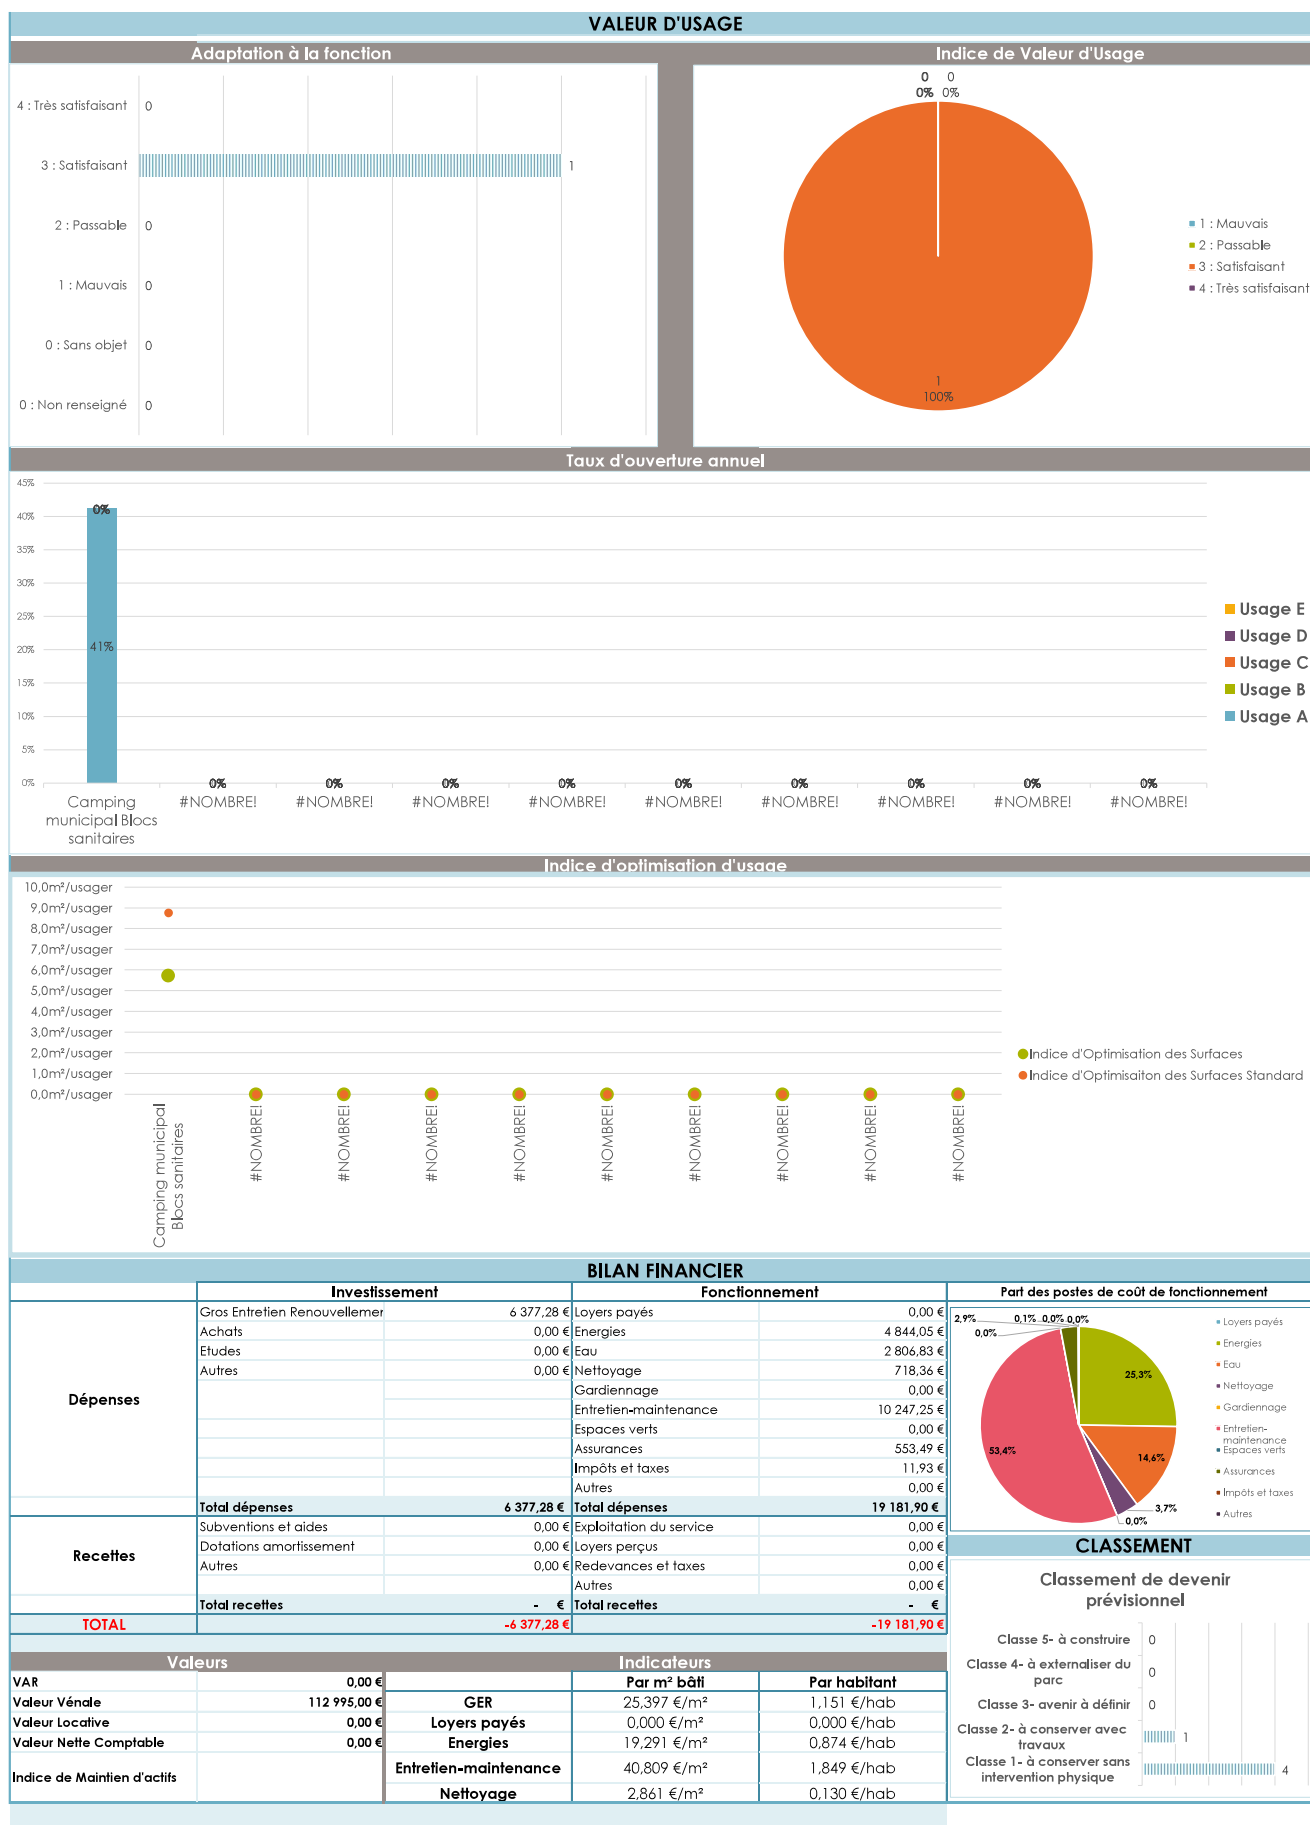 VALEUR D'USAGE
Adaptation à la fonction
4 : Très satisfaisant 0
3 : Satisfaisant 1
2 : Passable 0
1 : Mauvais 0
0 : Sans objet 0
0 : Non renseigné 0
Indice de Valeur d'Usage
0 0
0% 0%
1
100%
1 : Mauvais
2 : Passable
3 : Satisfaisant
4 : Très satisfaisant
Taux d'ouverture annuel
45%
40%
35%
30%
25%
20%
15%
10%
5%
0%
0%
41%
0% 0% 0% 0% 0% 0% 0% 0% 0%
Camping municipal Blocs sanitaires #NOMBRE! #NOMBRE! #NOMBRE! #NOMBRE! #NOMBRE! #NOMBRE! #NOMBRE! #NOMBRE! #NOMBRE!
Usage E
Usage D
Usage C
Usage B
Usage A
Indice d'optimisation d'usage
10,0m²/usager
9,0m²/usager
8,0m²/usager
7,0m²/usager
6,0m²/usager
5,0m²/usager
4,0m²/usager
3,0m²/usager
2,0m²/usager
1,0m²/usager
0,0m²/usager
Camping municipal Blocs sanitaires #NOMBRE! #NOMBRE! #NOMBRE! #NOMBRE! #NOMBRE! #NOMBRE! #NOMBRE! #NOMBRE! #NOMBRE!
Indice d'Optimisation des Surfaces
Indice d'Optimisaiton des Surfaces Standard
BILAN FINANCIER
Investissement Fonctionnement
Dépenses
Gros Entretien Renouvellemer 6 377,28 € Loyers payés 0,00 €
Achats 0,00 € Energies 4 844,05 €
Etudes 0,00 € Eau 2 806,83 €
Autres 0,00 € Nettoyage 718,36 €
Gardiennage 0,00 €
Entretien-maintenance 10 247,25 €
Espaces verts 0,00 €
Assurances 553,49 €
Impôts et taxes 11,93 €
Autres 0,00 €
Total dépenses 6 377,28 € Total dépenses 19 181,90 €
Recettes
Subventions et aides 0,00 € Exploitation du service 0,00 €
Dotations amortissement 0,00 € Loyers perçus 0,00 €
Autres 0,00 € Redevances et taxes 0,00 €
Autres 0,00 €
Total recettes - € Total recettes - €
TOTAL -6 377,28 € -19 181,90 €
Part des postes de coût de fonctionnement
2,9% 0,0% 0,1% 0,0% 0,0%
25,3%
14,6%
3,7%
0,0%
53,4%
Loyers payés
Energies
Eau
Nettoyage
Gardiennage
Entretien-
maintenance
Espaces verts
Assurances
Impôts et taxes
Autres
CLASSEMENT
Classement de devenir
prévisionnel
Classe 5- à construire 0
Classe 4- à externaliser du parc 0
Classe 3- avenir à définir 0
Classe 2- à conserver avec travaux 1
Classe 1- à conserver sans intervention physique 4
Valeurs
VAR 0,00 €
Valeur Vénale 112 995,00 €
Valeur Locative 0,00 €
Valeur Nette Comptable 0,00 €
Indice de Maintien d'actifs
Indicateurs
Par m² bâti Par habitant
GER 25,397 €/m² 1,151 €/hab
Loyers payés 0,000 €/m² 0,000 €/hab
Energies 19,291 €/m² 0,874 €/hab
Entretien-maintenance 40,809 €/m² 1,849 €/hab
Nettoyage 2,861 €/m² 0,130 €/hab